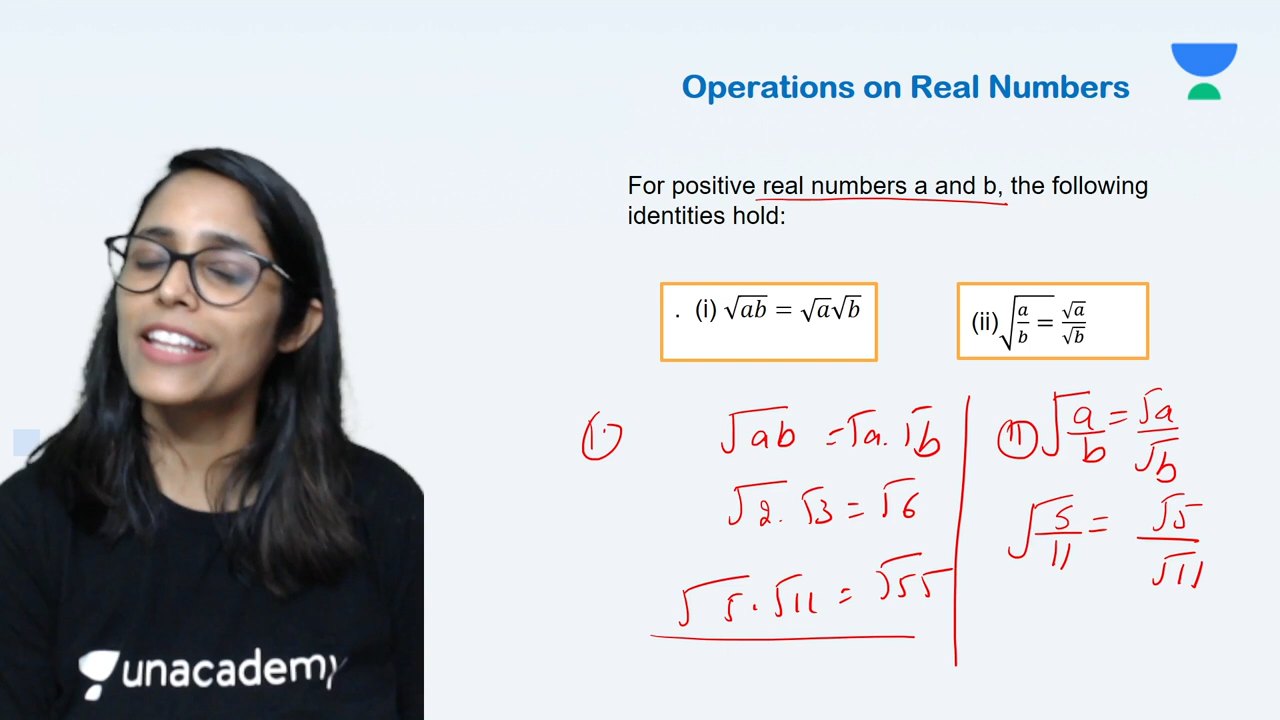 Operations on Real Numbers
For positive real numbers a and b, the following
identities hold:
. (i) √ab = √a√b
(ii) √a/b = √a/√b
(i) √ab = √a . √b
√2 . √3 = √6
√5 . √11 = √55
(II) √a/b = √a/√b
√5/11 = √5/√11
unacademy